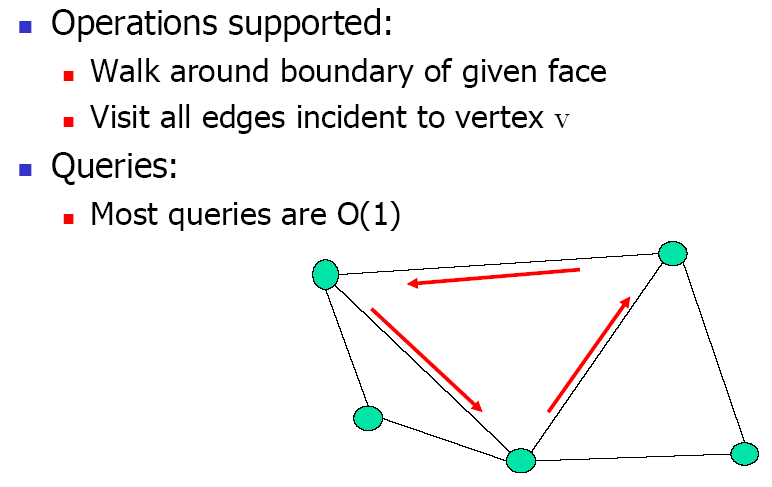 Operations supported:
Walk around boundary of given face
Visit all edges incident to vertex v
Queries:
Most queries are O(1)